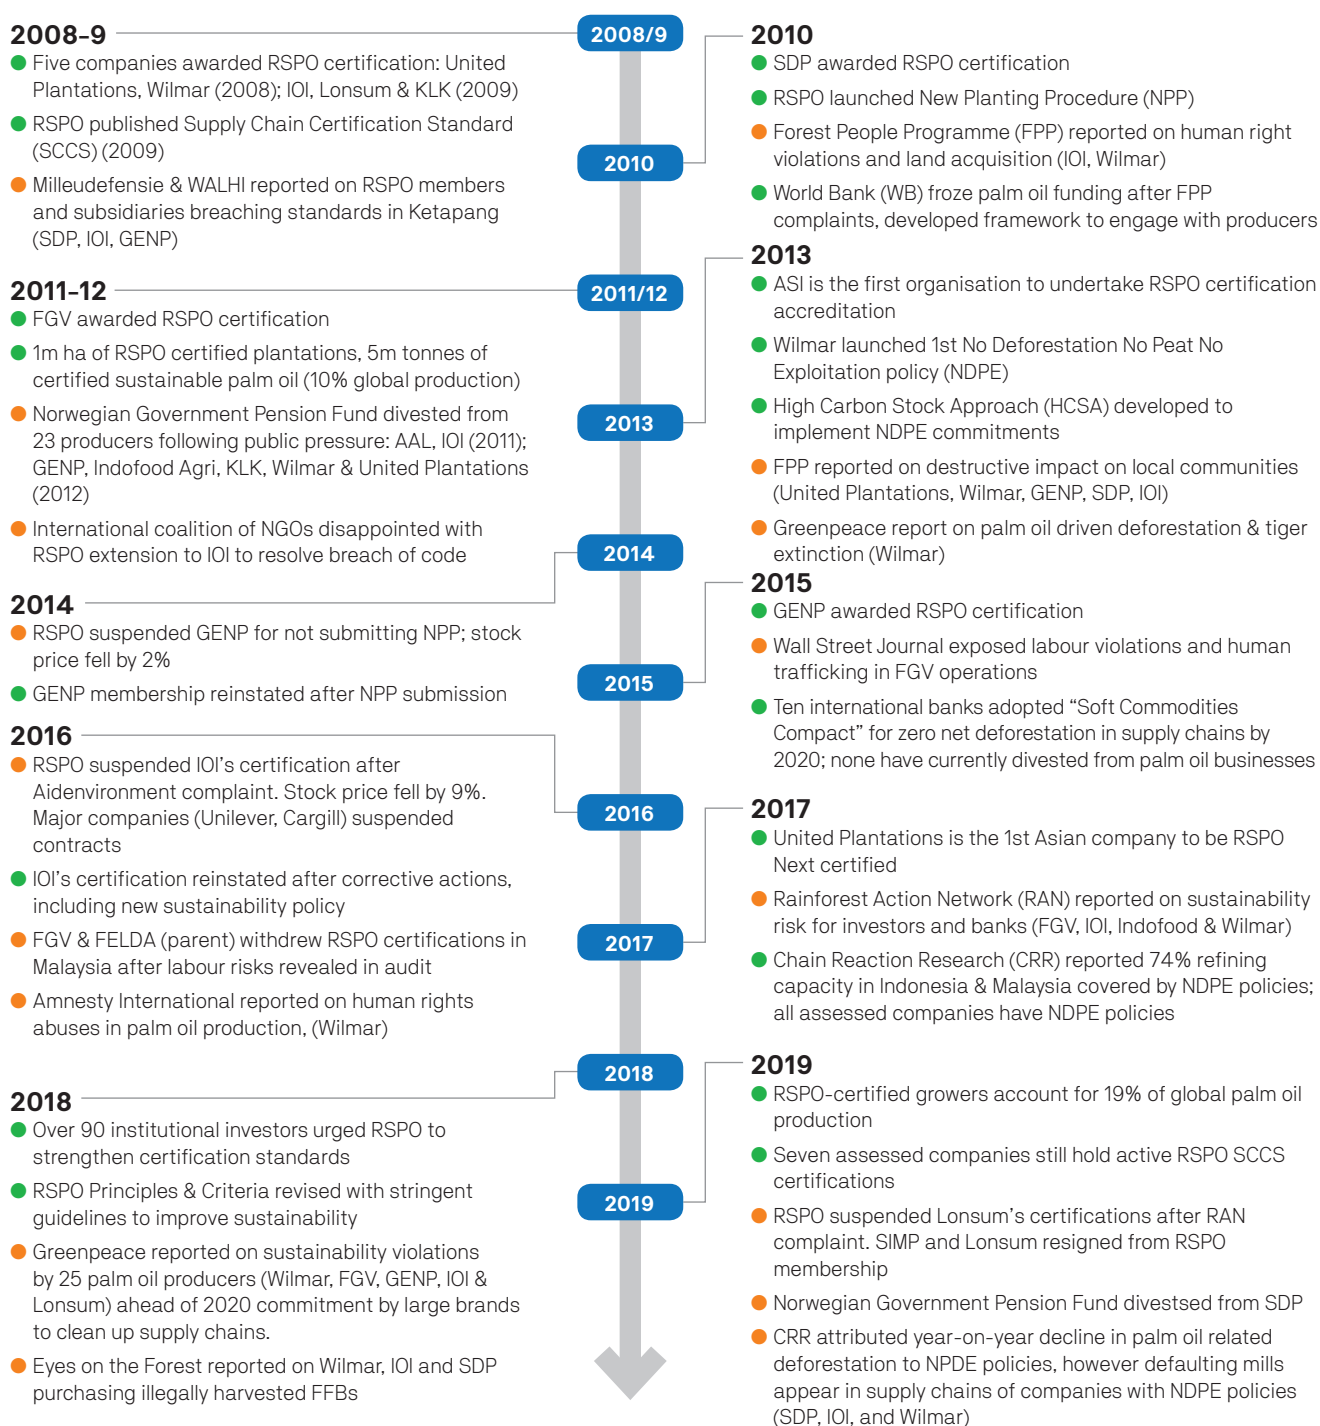 2008–9
Five companies awarded RSPO certification: United
Plantations, Wilmar (2008); IOI, Lonsum & KLK (2009)
RSPO published Supply Chain Certification Standard
(SCCS) (2009)
Milleudefensie & WALHI reported on RSPO members
and subsidiaries breaching standards in Ketapang
(SDP, IOI, GENP)
2008/9
2010
SDP awarded RSPO certification
RSPO launched New Planting Procedure (NPP)
Forest People Programme (FPP) reported on human right
violations and land acquisition (IOI, Wilmar)
World Bank (WB) froze palm oil funding after FPP
complaints, developed framework to engage with producers
2010
2011–12
FGV awarded RSPO certification
1m ha of RSPO certified plantations, 5m tonnes of
certified sustainable palm oil (10% global production)
Norwegian Government Pension Fund divested from
23 producers following public pressure: AAL, IOI (2011);
GENP, Indofood Agri, KLK, Wilmar & United Plantations
(2012)
International coalition of NGOs disappointed with
RSPO extension to IOI to resolve breach of code
2011/12
2013
ASI is the first organisation to undertake RSPO certification
accreditation
Wilmar launched 1st No Deforestation No Peat No
Exploitation policy (NDPE)
High Carbon Stock Approach (HCSA) developed to
implement NDPE commitments
FPP reported on destructive impact on local communities
(United Plantations, Wilmar, GENP, SDP, IOI)
Greenpeace report on palm oil driven deforestation & tiger
extinction (Wilmar)
2013
2014
RSPO suspended GENP for not submitting NPP; stock
price fell by 2%
GENP membership reinstated after NPP submission
2014
2015
GENP awarded RSPO certification
Wall Street Journal exposed labour violations and human
trafficking in FGV operations
Ten international banks adopted “Soft Commodities
Compact” for zero net deforestation in supply chains by
2020; none have currently divested from palm oil businesses
2015
2016
RSPO suspended IOI’s certification after
Aidenvironment complaint. Stock price fell by 9%.
Major companies (Unilever, Cargill) suspended
contracts
IOI’s certification reinstated after corrective actions,
including new sustainability policy
FGV & FELDA (parent) withdrew RSPO certifications in
Malaysia after labour risks revealed in audit
Amnesty International reported on human rights
abuses in palm oil production, (Wilmar)
2016
2017
United Plantations is the 1st Asian company to be RSPO
Next certified
Rainforest Action Network (RAN) reported on sustainability
risk for investors and banks (FGV, IOI, Indofood & Wilmar)
Chain Reaction Research (CRR) reported 74% refining
capacity in Indonesia & Malaysia covered by NDPE policies;
all assessed companies have NDPE policies
2017
2018
Over 90 institutional investors urged RSPO to
strengthen certification standards
RSPO Principles & Criteria revised with stringent
guidelines to improve sustainability
Greenpeace reported on sustainability violations
by 25 palm oil producers (Wilmar, FGV, GENP, IOI &
Lonsum) ahead of 2020 commitment by large brands
to clean up supply chains.
Eyes on the Forest reported on Wilmar, IOI and SDP
purchasing illegally harvested FFBs
2018
2019
RSPO-certified growers account for 19% of global palm oil
production
Seven assessed companies still hold active RSPO SCCS
certifications
RSPO suspended Lonsum’s certifications after RAN
complaint. SIMP and Lonsum resigned from RSPO
membership
Norwegian Government Pension Fund divestsed from SDP
CRR attributed year-on-year decline in palm oil related
deforestation to NPDE policies, however defaulting mills
appear in supply chains of companies with NDPE policies
(SDP, IOI, and Wilmar)
2019